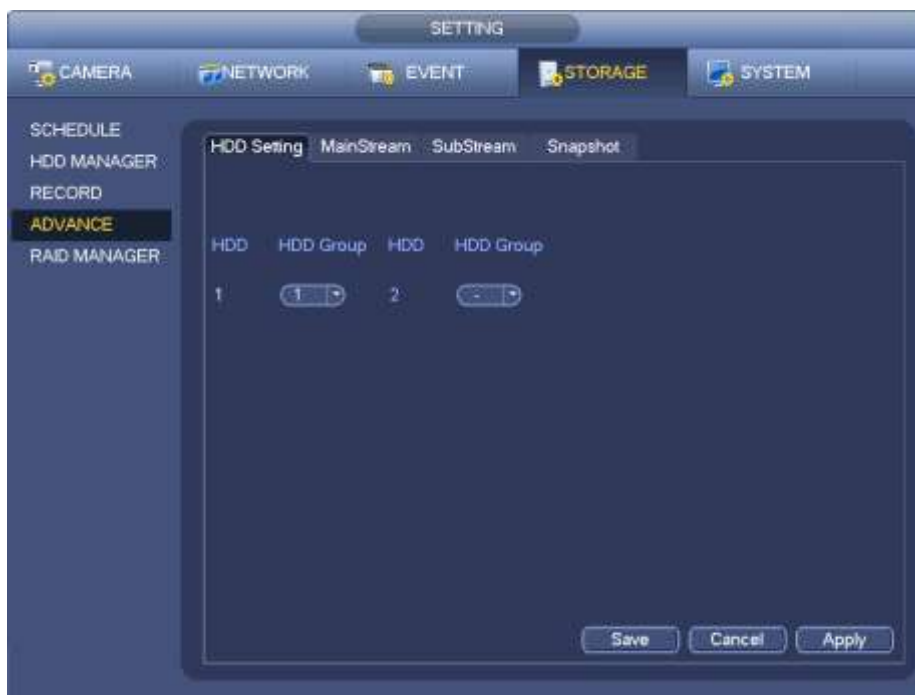 SETTING
CAMERA NETWORK EVENT STORAGE SYSTEM
SCHEDULE
HDD MANAGER
RECORD
ADVANCE
RAID MANAGER
HDD Setting MainStream SubStream Snapshot
HDD HDD Group HDD HDD Group
1 1 2 -
Save Cancel Apply